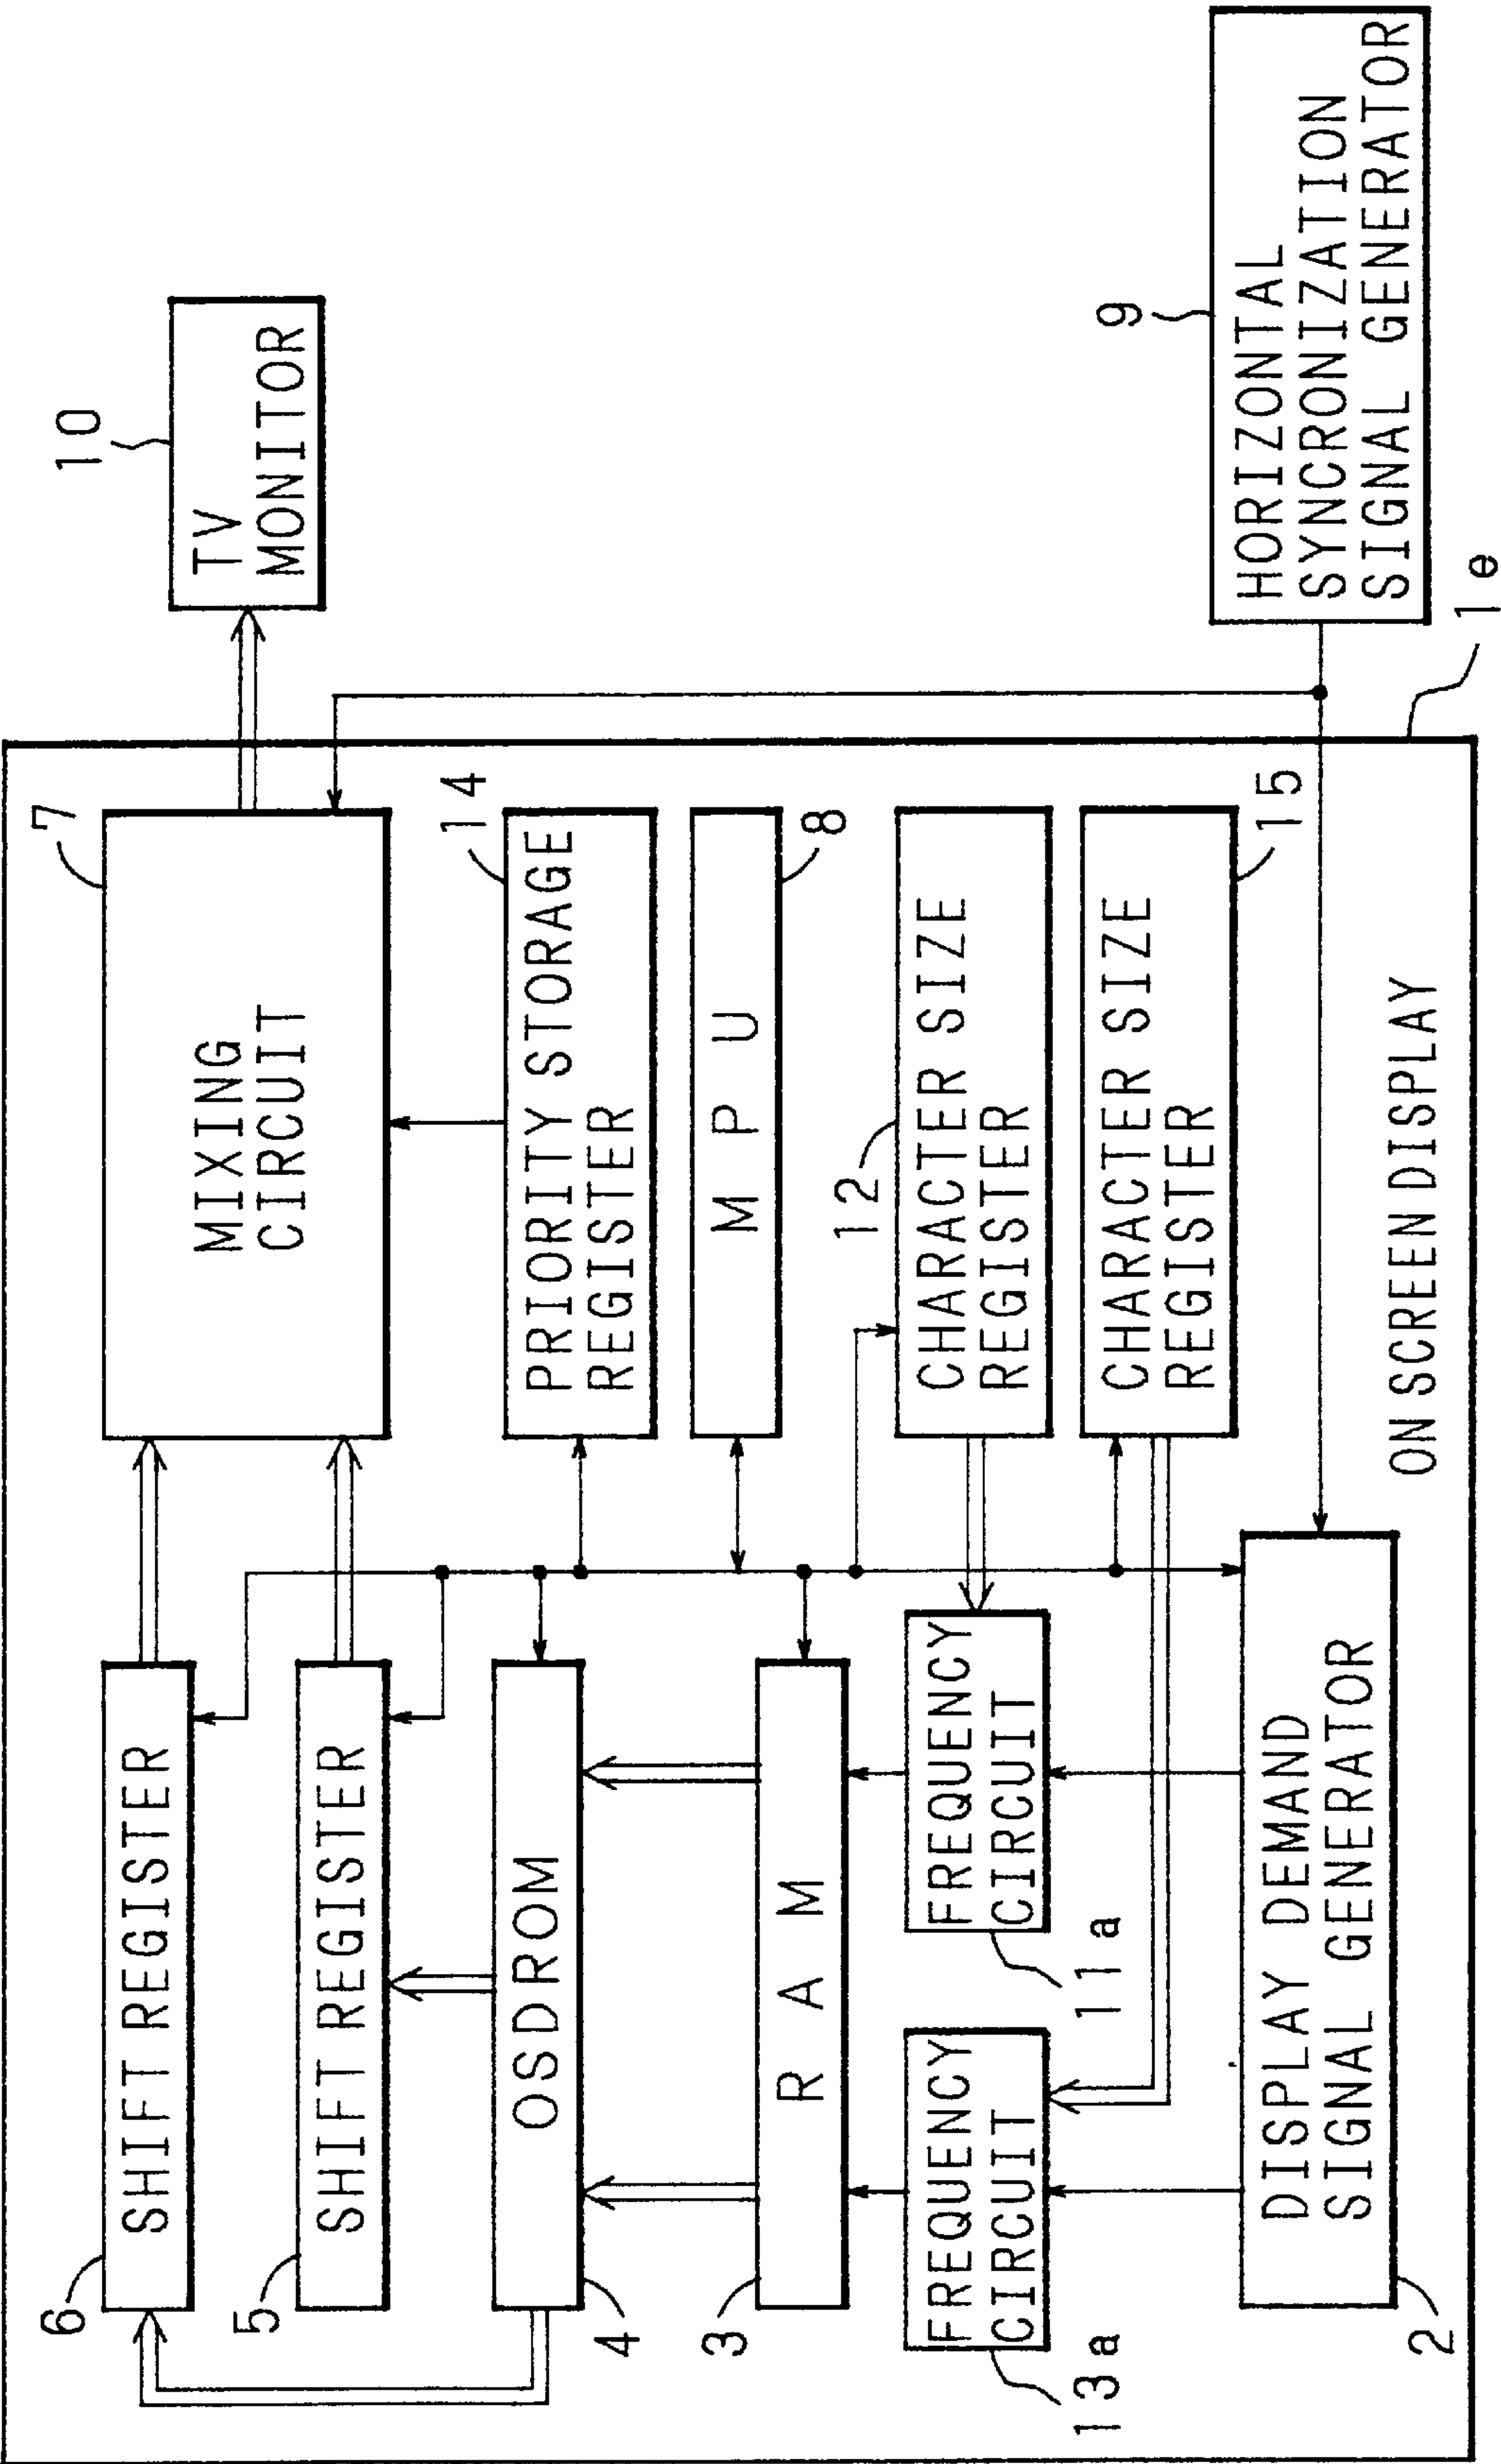 10
TV
MONITOR
9
HORIZONTAL
SYNCRONIZATION
SIGNAL GENERATOR
1e
7
MIXING
CIRCUIT
14
PRIORITY STORAGE
REGISTER
MPU
8
12
CHARACTER SIZE
REGISTER
CHARACTER SIZE
REGISTER
15
ON SCREEN DISPLAY
6
SHIFT REGISTER
5
SHIFT REGISTER
OSDROM
4
RAM
3
FREQUENCY
CIRCUIT
11a
FREQUENCY
CIRCUIT
13a
DISPLAY DEMAND
SIGNAL GENERATOR
2